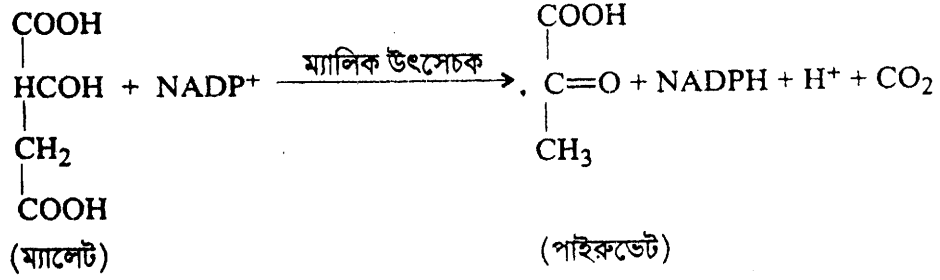 COOH
HCOH + NADP⁺ ম্যালিক উৎসেচক → C=O + NADPH + H⁺ + CO₂
CH₂
COOH
(ম্যালেট)
COOH
CH₃
(পাইরুভেট)